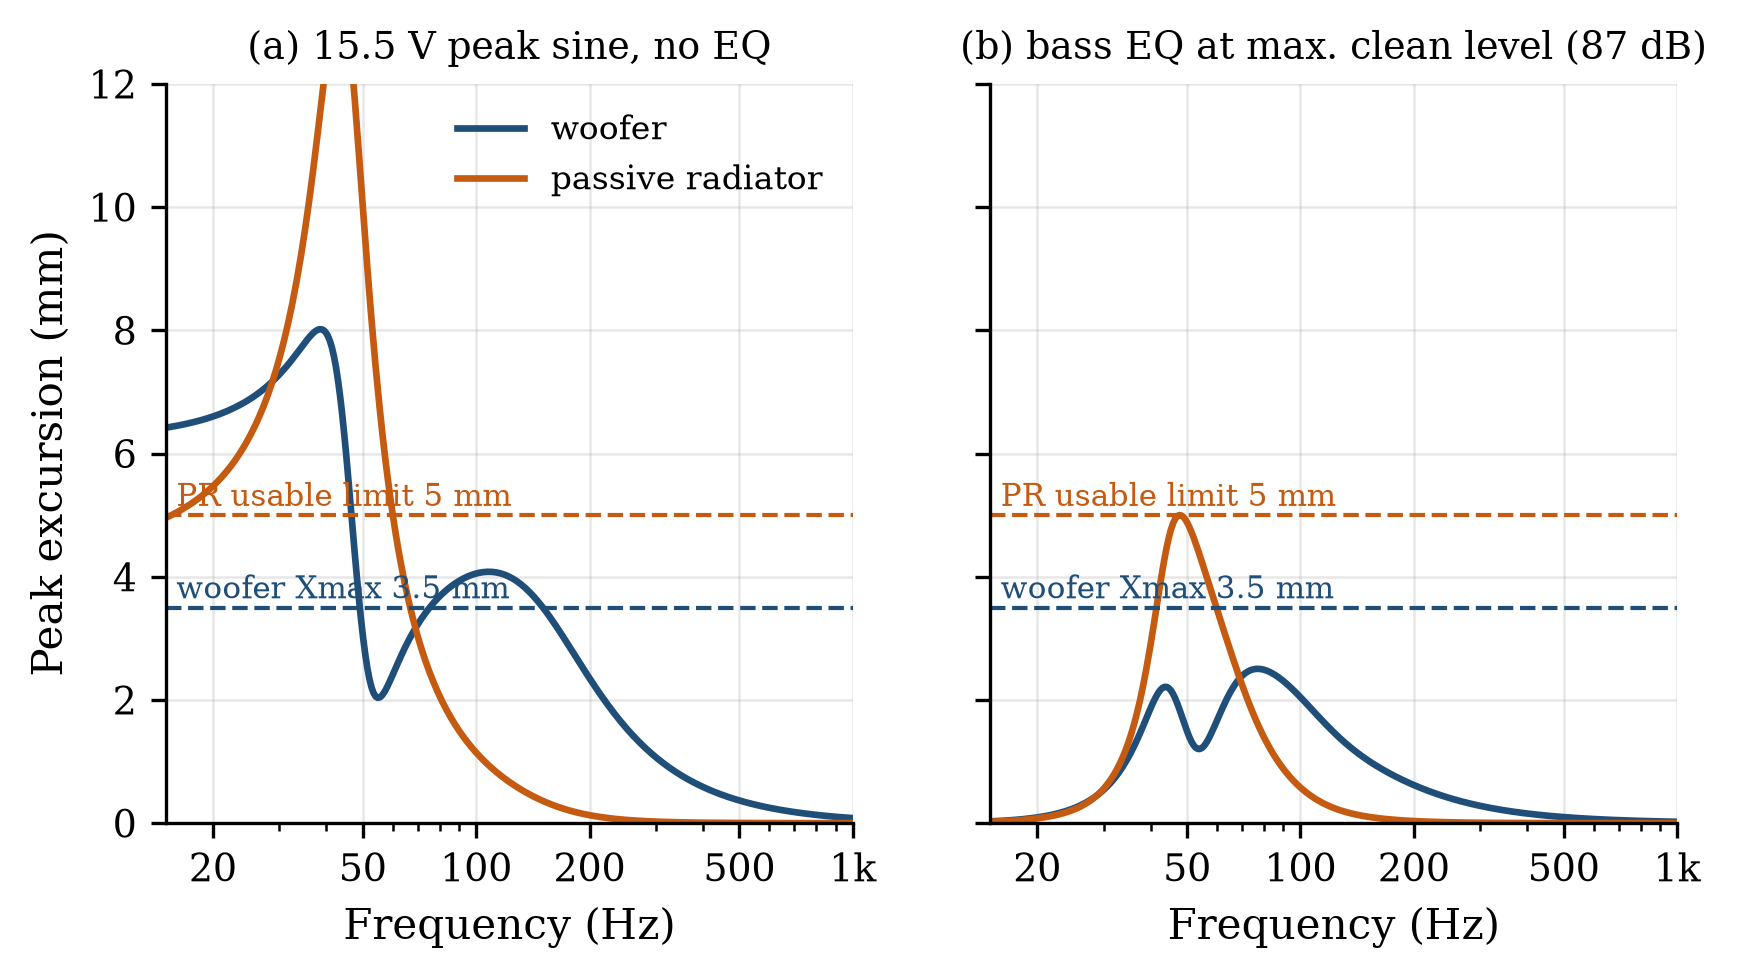 (a) 15.5 V peak sine, no EQ
Peak excursion (mm)
12
10
8
6
4
2
0
woofer
passive radiator
PR usable limit 5 mm
woofer Xmax 3.5 mm
20 50 100 200 500 1k
Frequency (Hz)
(b) bass EQ at max. clean level (87 dB)
PR usable limit 5 mm
woofer Xmax 3.5 mm
20 50 100 200 500 1k
Frequency (Hz)